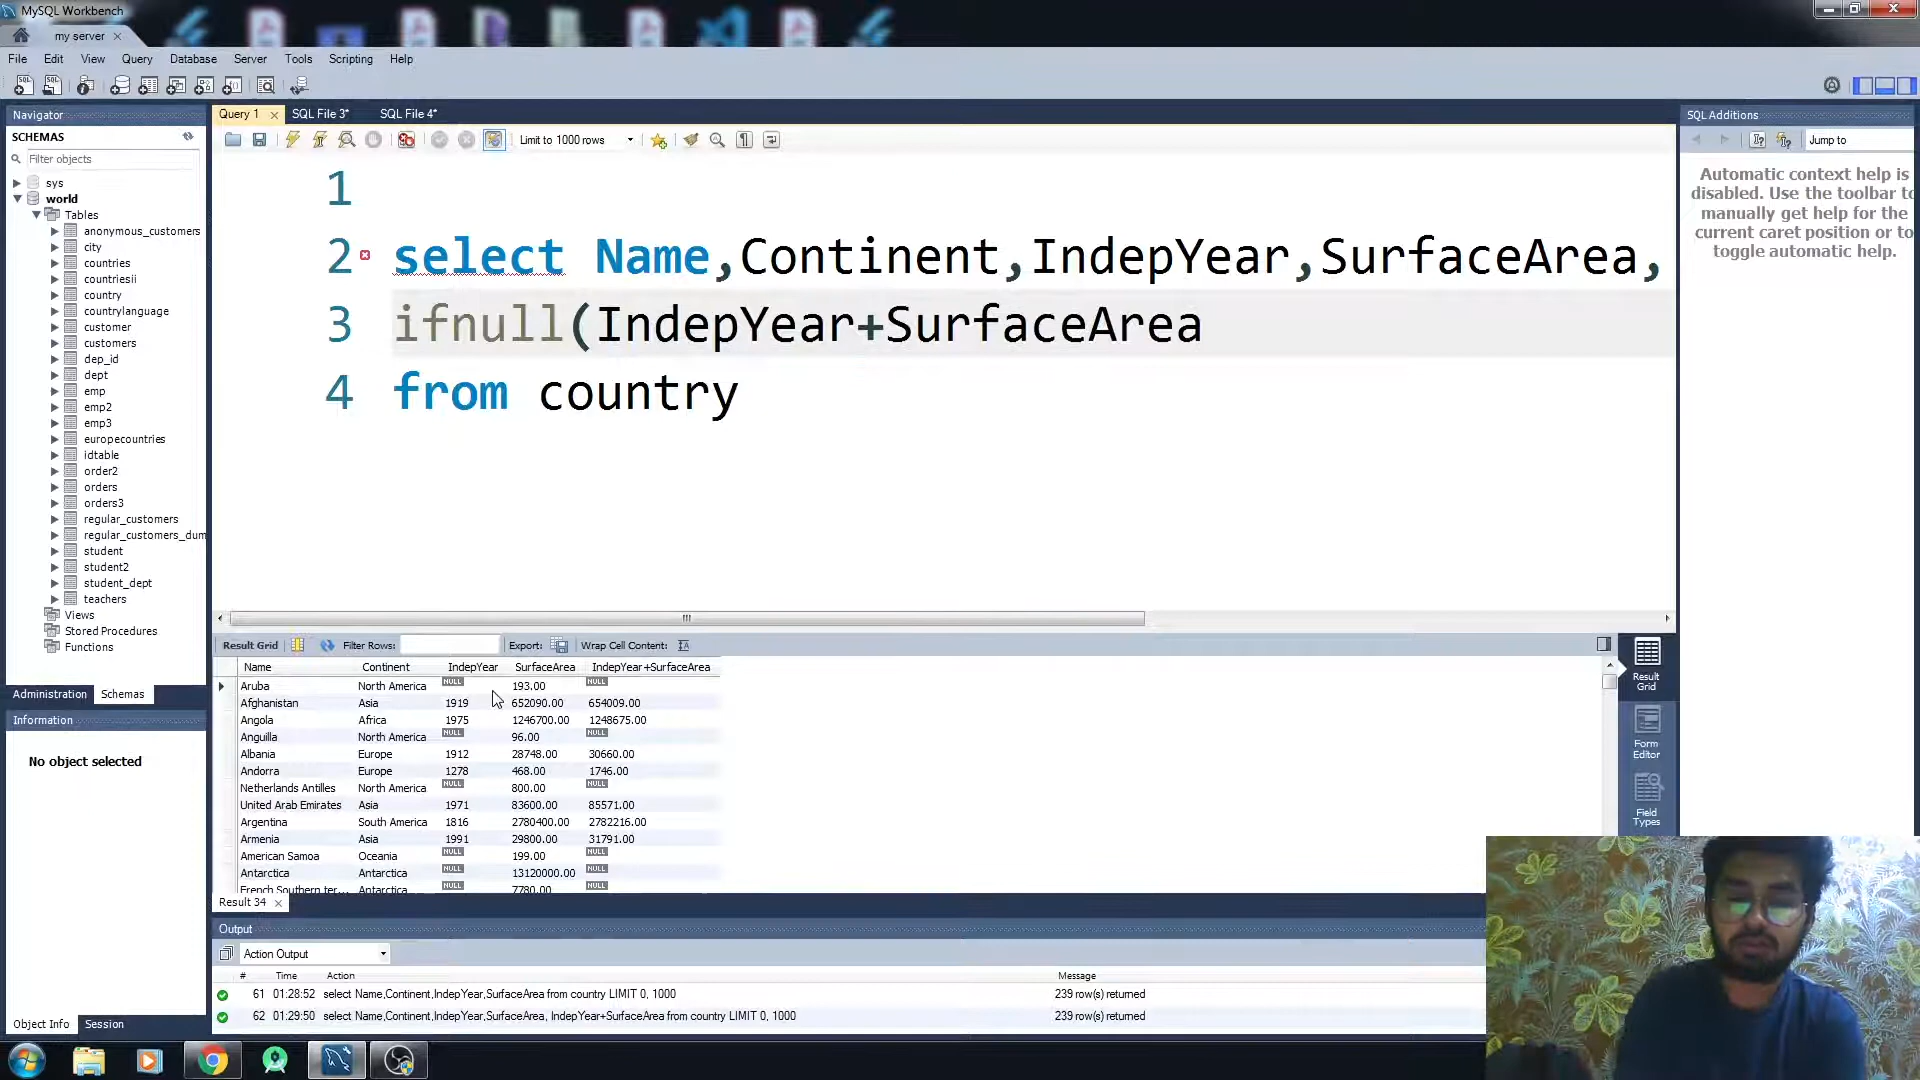 MySQL Workbench
my server
File Edit View Query Database Server Tools Scripting Help
Navigator
SCHEMAS
Filter objects
sys
world
Tables
anonymous_customers
city
countries
countriesii
country
countrylanguage
customer
customers
dep_id
dept
emp
emp2
emp3
europecountries
idtable
order2
orders
orders3
regular_customers
regular_customers_dum
student
student2
student_dept
teachers
Views
Stored Procedures
Functions
Administration Schemas
Information
No object selected
Object Info Session
Query 1 SQL File 3* SQL File 4*
Limit to 1000 rows
1
2 select Name,Continent,IndepYear,SurfaceArea,
3 ifnull(IndepYear+SurfaceArea
4 from country
Result Grid Filter Rows: Export: Wrap Cell Content:
Name Continent IndepYear SurfaceArea IndepYear+SurfaceArea
Aruba North America NULL 193.00 NULL
Afghanistan Asia 1919 652090.00 654009.00
Angola Africa 1975 1246700.00 1248675.00
Anguilla North America NULL 96.00 NULL
Albania Europe 1912 28748.00 30660.00
Andorra Europe 1278 468.00 1746.00
Netherlands Antilles North America NULL 800.00 NULL
United Arab Emirates Asia 1971 83600.00 85571.00
Argentina South America 1816 2780400.00 2782216.00
Armenia Asia 1991 29800.00 31791.00
American Samoa Oceania NULL 199.00 NULL
Antarctica Antarctica NULL 13120000.00 NULL
French Southern ter... Antarctica NULL 7780.00 NULL
Result 34
Result Grid
Form Editor
Field Types
Output
Action Output
# Time Action Message
61 01:28:52 select Name,Continent,IndepYear,SurfaceArea from country LIMIT 0, 1000 239 row(s) returned
62 01:29:50 select Name,Continent,IndepYear,SurfaceArea, IndepYear+SurfaceArea from country LIMIT 0, 1000 239 row(s) returned
SQL Additions
Jump to
Automatic context help is
disabled. Use the toolbar to
manually get help for the
current caret position or to
toggle automatic help.